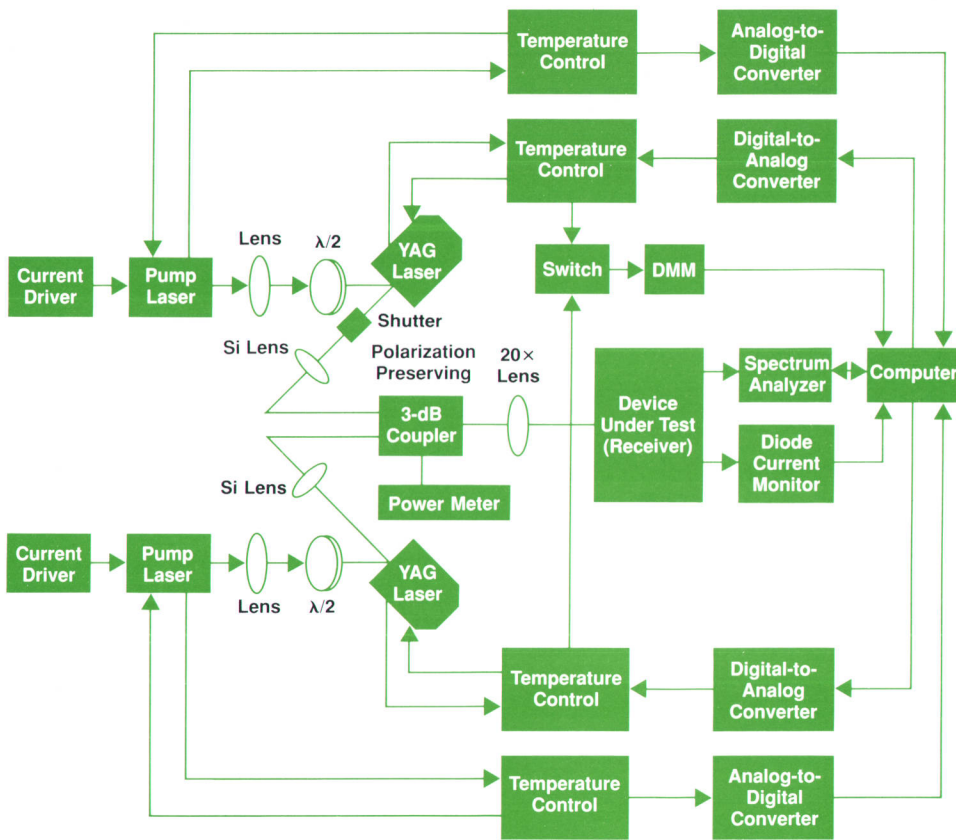 Temperature
Control
Analog-to-
Digital
Converter
Temperature
Control
Digital-to-
Analog
Converter
Lens
λ/2
YAG
Laser
Current
Driver
Pump
Laser
Switch
DMM
Shutter
Si Lens
Polarization
Preserving
20×
Lens
3-dB
Coupler
Device
Under Test
(Receiver)
Spectrum
Analyzer
Computer
Diode
Current
Monitor
Si Lens
Power Meter
Current
Driver
Pump
Laser
Lens
λ/2
YAG
Laser
Temperature
Control
Digital-to-
Analog
Converter
Temperature
Control
Analog-to-
Digital
Converter